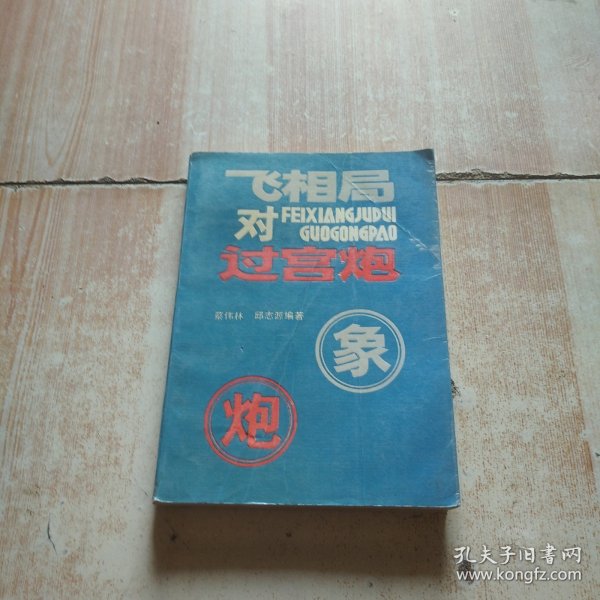 飞相局
对 FEIXIANGJUDUI
GUOGONGPAO
过宫炮
蔡伟林 邱志源编著
象
炮
孔夫子旧书网
www.kongfz.com